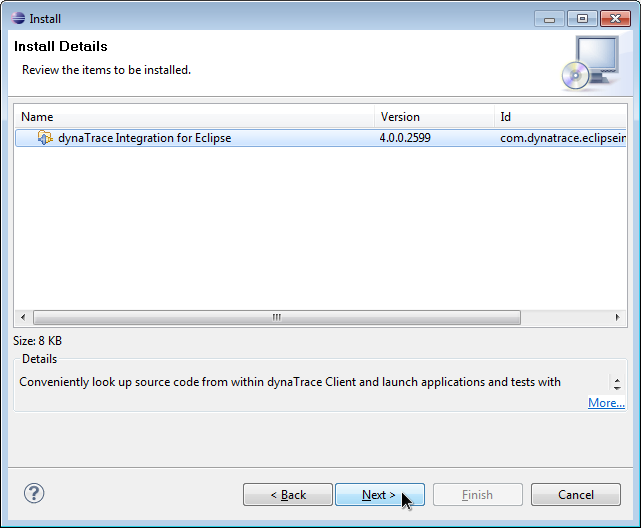 Install
Install Details
Review the items to be installed.
Name Version Id
dynaTrace Integration for Eclipse 4.0.0.2599 com.dynatrace.eclipsein
Size: 8 KB
Details
Conveniently look up source code from within dynaTrace Client and launch applications and tests with
More...
? < Back Next > Finish Cancel